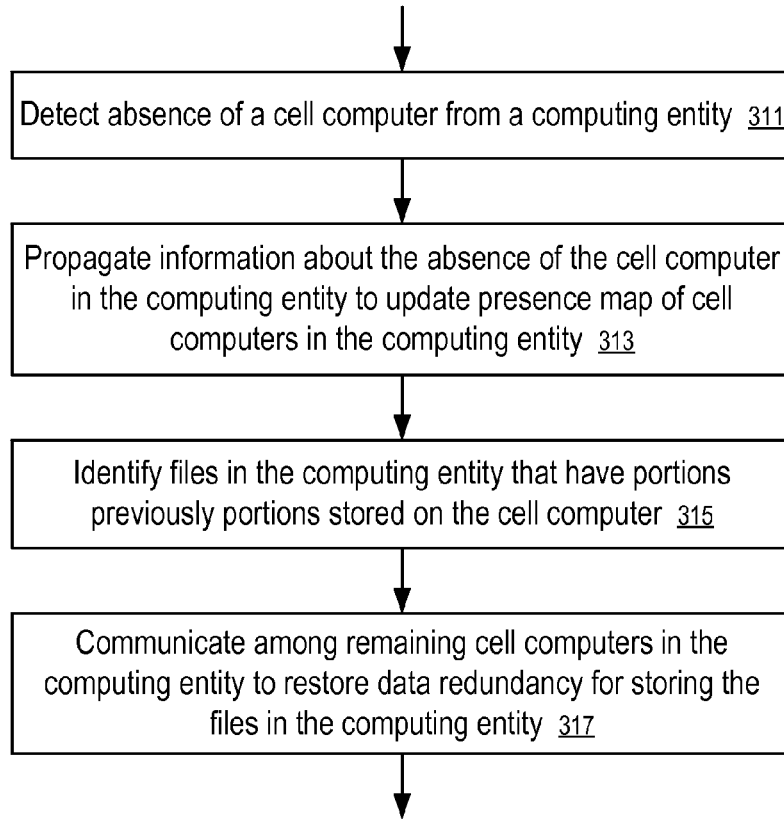 Detect absence of a cell computer from a computing entity 311
Propagate information about the absence of the cell computer
in the computing entity to update presence map of cell
computers in the computing entity 313
Identify files in the computing entity that have portions
previously portions stored on the cell computer 315
Communicate among remaining cell computers in the
computing entity to restore data redundancy for storing the
files in the computing entity 317